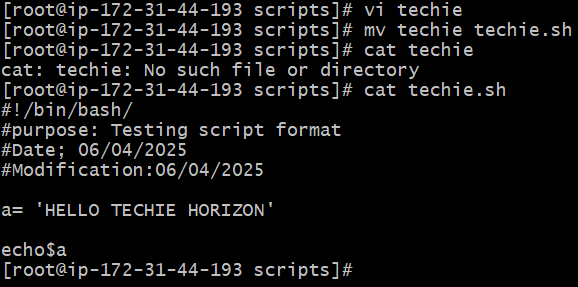 [root@ip-172-31-44-193 scripts]# vi techie
[root@ip-172-31-44-193 scripts]# mv techie techie.sh
[root@ip-172-31-44-193 scripts]# cat techie
cat: techie: No such file or directory
[root@ip-172-31-44-193 scripts]# cat techie.sh
#!/bin/bash/
#purpose: Testing script format
#Date; 06/04/2025
#Modification:06/04/2025
a= 'HELLO TECHIE HORIZON'
echo$a
[root@ip-172-31-44-193 scripts]#